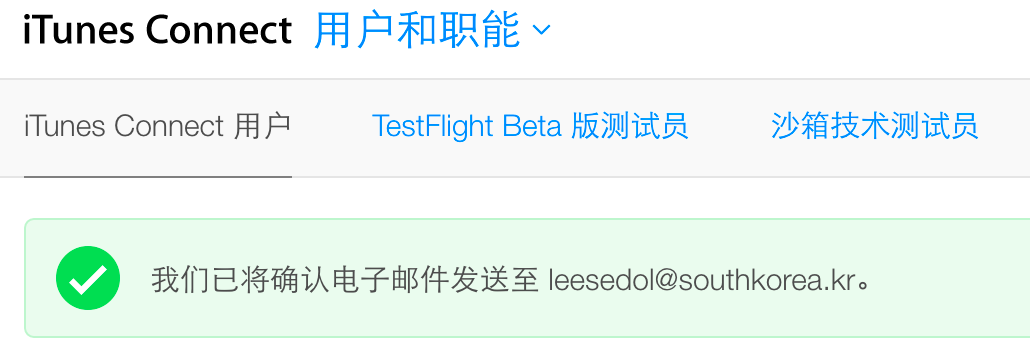 iTunes Connect 用户和职能
iTunes Connect 用户 TestFlight Beta 版测试员 沙箱技术测试员
我们已将确认电子邮件发送至 leesedol@southkorea.kr。